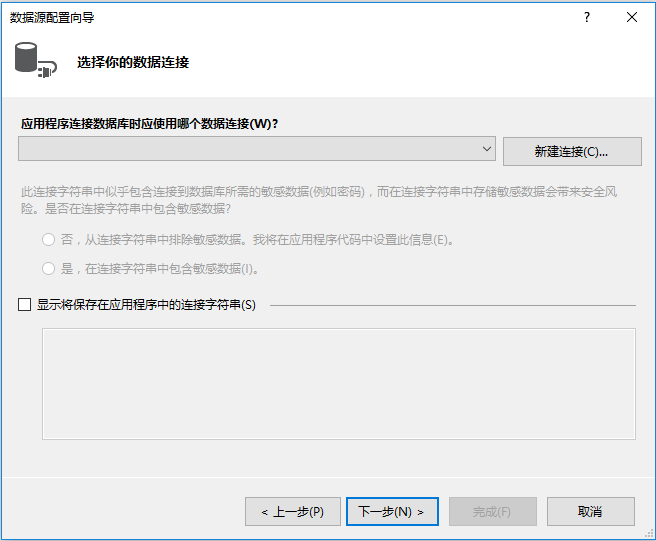 数据源配置向导
?
选择你的数据连接
应用程序连接数据库时应使用哪个数据连接(W)?
新建连接(C)...
此连接字符串中似乎包含连接到数据库所需的敏感数据(例如密码)，而在连接字符串中存储敏感数据会带来安全风
险。是否在连接字符串中包含敏感数据?
否，从连接字符串中排除敏感数据。我将在应用程序代码中设置此信息(E)。
是，在连接字符串中包含敏感数据(I)。
显示将保存在应用程序中的连接字符串(S)
< 上一步(P)
下一步(N) >
完成(F)
取消